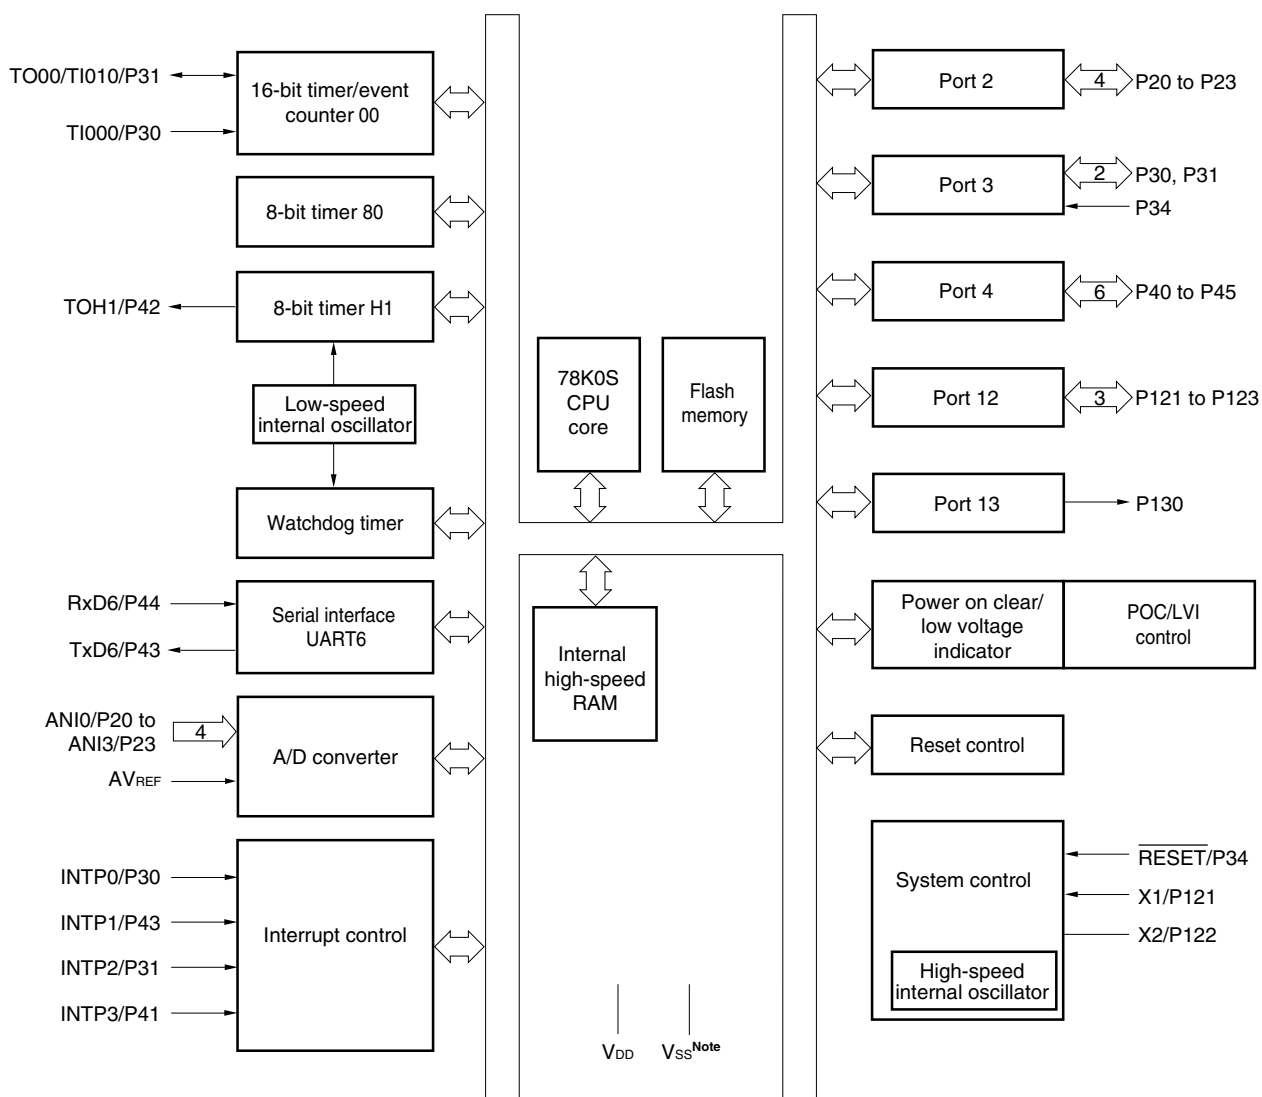 TO00/TI010/P31
TI000/P30
16-bit timer/event
counter 00
8-bit timer 80
TOH1/P42
8-bit timer H1
Low-speed
internal oscillator
Watchdog timer
RxD6/P44
TxD6/P43
Serial interface
UART6
ANI0/P20 to
ANI3/P23
4
AVREF
A/D converter
INTP0/P30
INTP1/P43
INTP2/P31
INTP3/P41
Interrupt control
78K0S
CPU
core
Flash
memory
Internal
high-speed
RAM
VDD
VSS Note
Port 2
4
P20 to P23
Port 3
2
P30, P31
P34
Port 4
6
P40 to P45
Port 12
3
P121 to P123
Port 13
P130
Power on clear/
low voltage
indicator
POC/LVI
control
Reset control
System control
RESET/P34
X1/P121
X2/P122
High-speed
internal oscillator